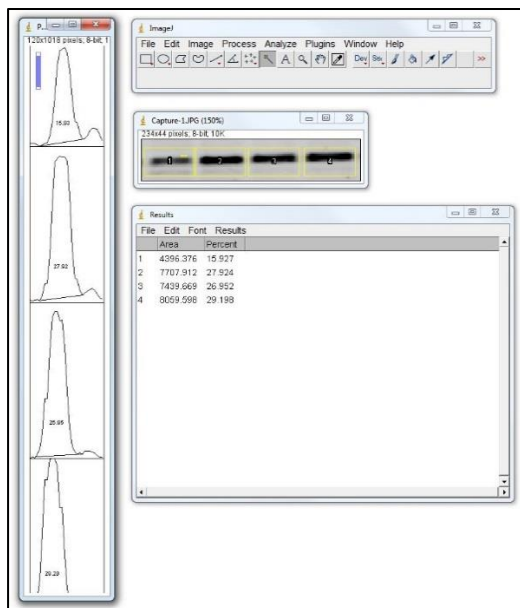 P...
120x1018 pixels; 8-bit; 1
15.93
27.92
26.95
29.20
ImageJ
File Edit Image Process Analyze Plugins Window Help
A Dev Stk >>
Capture-1.JPG (150%)
234x44 pixels; 8-bit; 10K
1 2 3 4
Results
File Edit Font Results
Area Percent
1 4396.376 15.927
2 7707.912 27.924
3 7439.669 26.952
4 8059.598 29.198